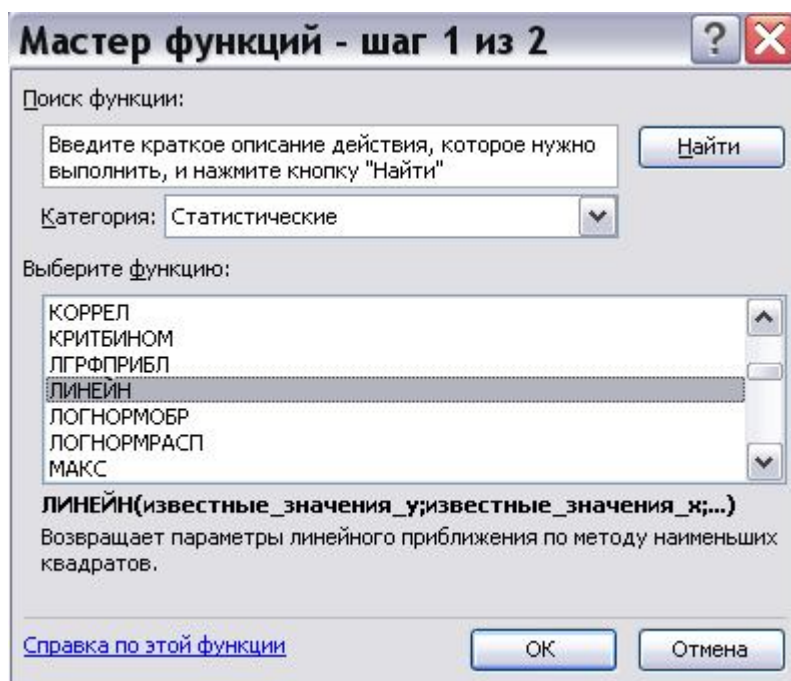 Мастер функций - шаг 1 из 2
Поиск функции:
Введите краткое описание действия, которое нужно
выполнить, и нажмите кнопку "Найти"
Найти
Категория: Статистические
Выберите функцию:
КОРРЕЛ
КРИТБИНОМ
ЛГРФПРИБЛ
ЛИНЕЙН
ЛОГНОРМОБР
ЛОГНОРМРАСП
МАКС
ЛИНЕЙН(известные_значения_y;известные_значения_x;...)
Возвращает параметры линейного приближения по методу наименьших
квадратов.
Справка по этой функции
ОК
Отмена